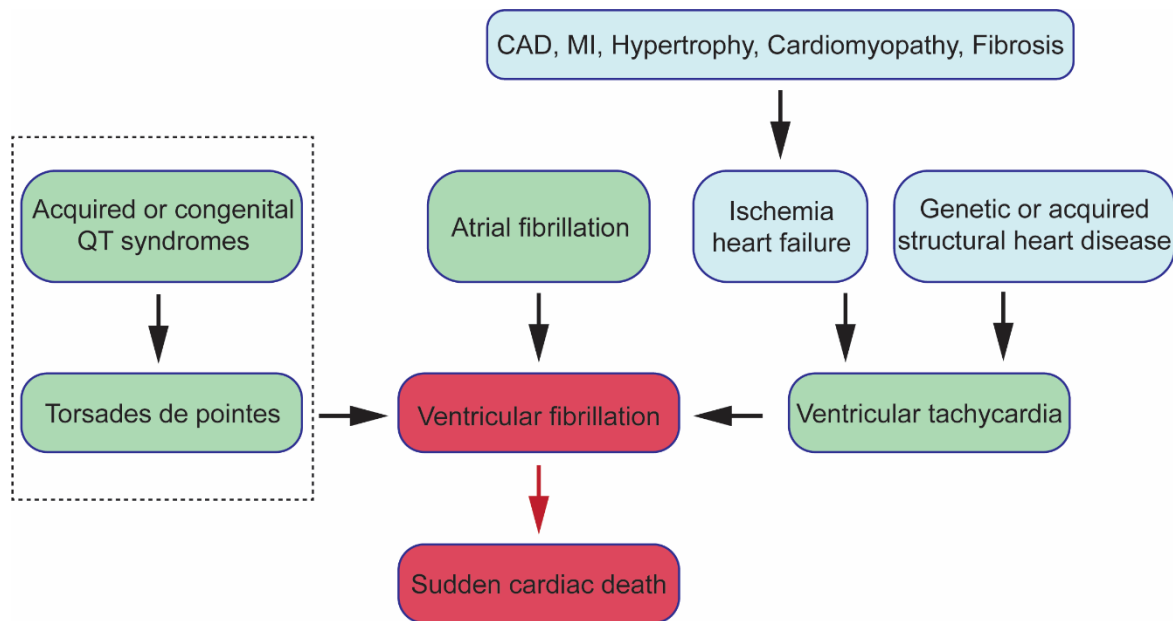 CAD, MI, Hypertrophy, Cardiomyopathy, Fibrosis
Acquired or congenital
QT syndromes
Atrial fibrillation
Ischemia
heart failure
Genetic or acquired
structural heart disease
Torsades de pointes
Ventricular fibrillation
Ventricular tachycardia
Sudden cardiac death